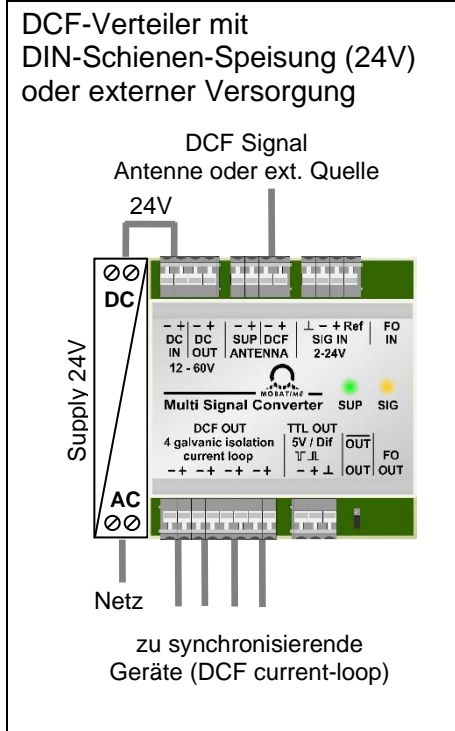 DCF-Verteiler mit
DIN-Schienen-Speisung (24V)
oder externer Versorgung
DCF Signal
Antenne oder ext. Quelle
24V
DC
Supply 24V
AC
Netz
- + - + - + - + ⊥ - + Ref FO
DC DC SUP DCF SIG IN IN
IN OUT ANTENNA 2-24V
12 - 60V
MOBATIME
Multi Signal Converter SUP SIG
DCF OUT TTL OUT
4 galvanic isolation 5V / Dif OUT
current loop FO
- + - + - + - + - + ⊥ OUT OUT
zu synchronisierende
Geräte (DCF current-loop)